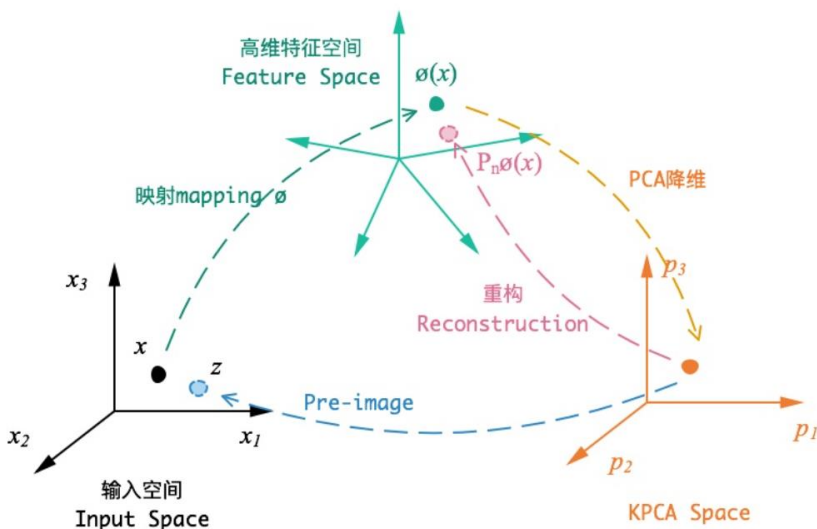 高维特征空间
Feature Space
ø(x)
Pₙø(x)
映射mapping ø
PCA降维
x₃
p₃
重构
Reconstruction
x
z
Pre-image
x₂
x₁
p₁
p₂
输入空间
Input Space
KPCA Space